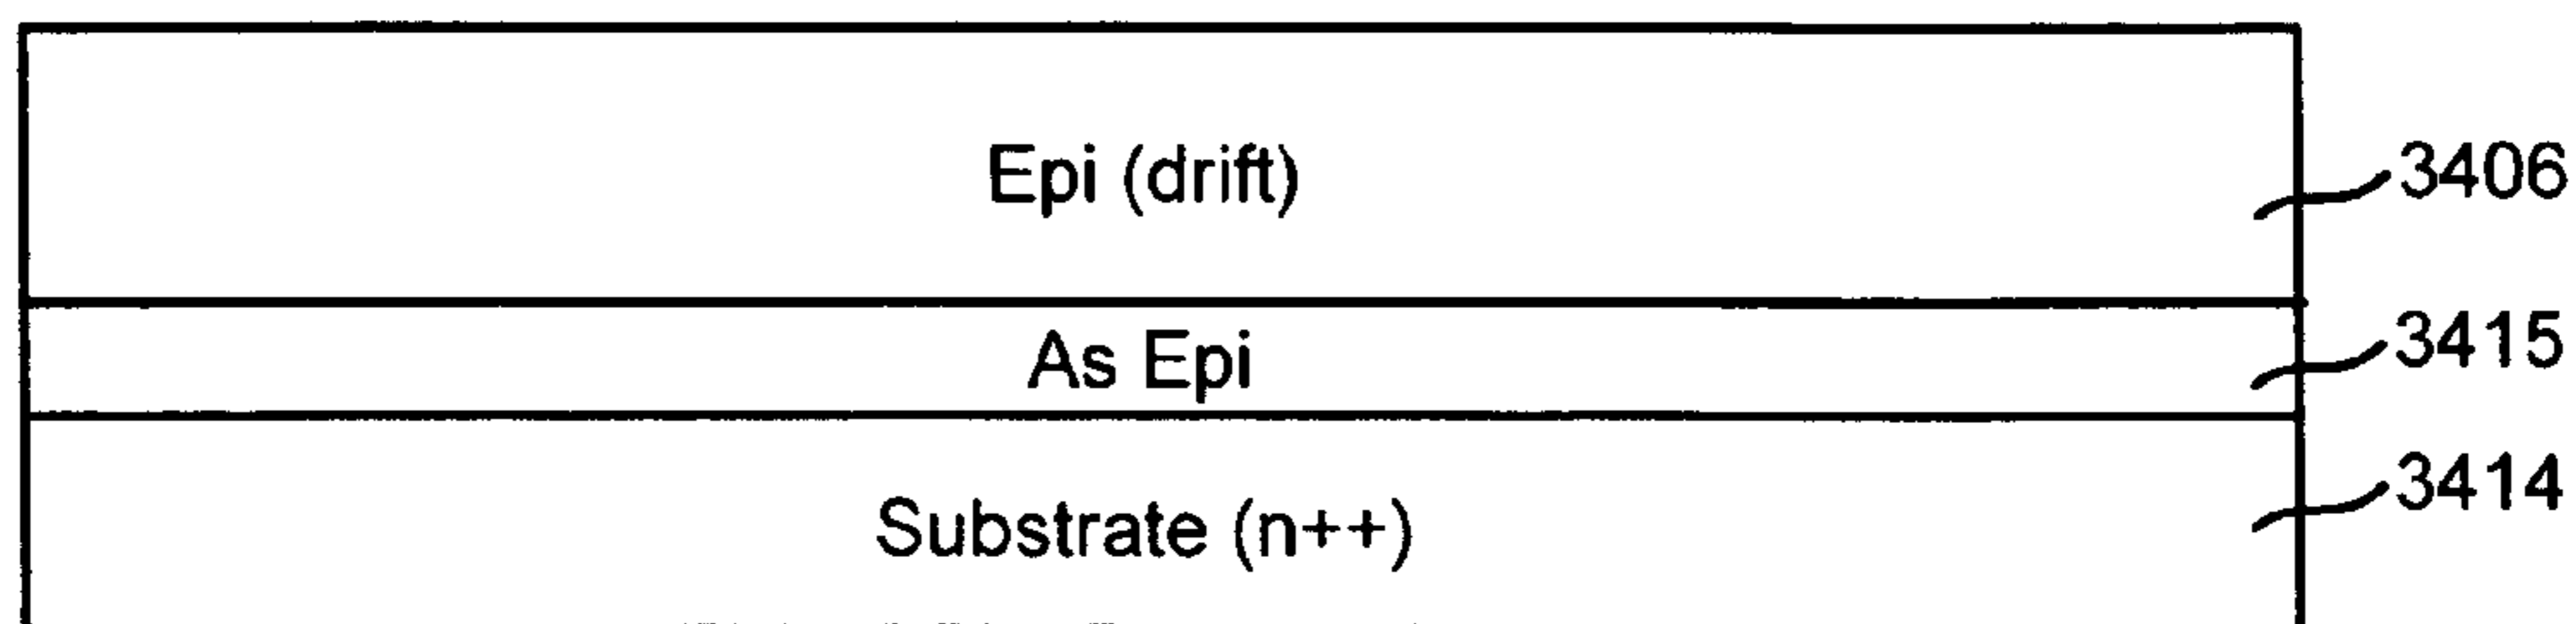 Epi (drift)
3406
As Epi
3415
Substrate (n++)
3414